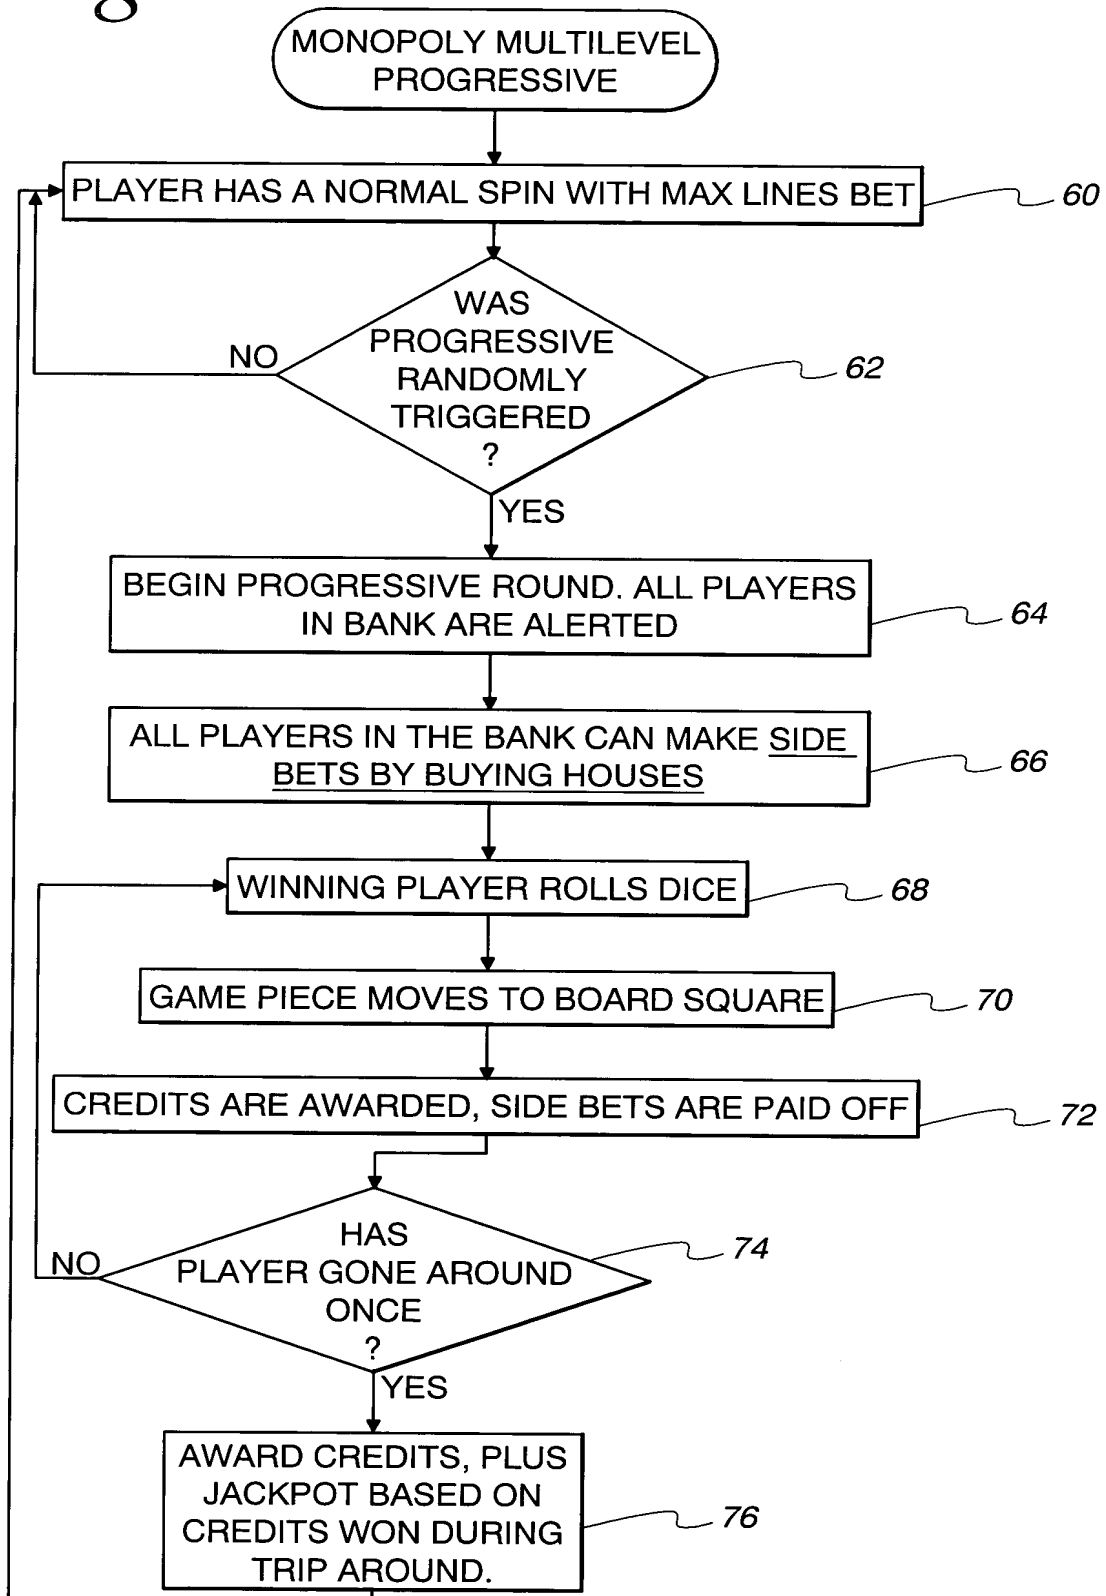 MONOPOLY MULTILEVEL
PROGRESSIVE
PLAYER HAS A NORMAL SPIN WITH MAX LINES BET
60
WAS
PROGRESSIVE
RANDOMLY
TRIGGERED
?
NO
62
YES
BEGIN PROGRESSIVE ROUND. ALL PLAYERS
IN BANK ARE ALERTED
64
ALL PLAYERS IN THE BANK CAN MAKE SIDE
BETS BY BUYING HOUSES
66
WINNING PLAYER ROLLS DICE
68
GAME PIECE MOVES TO BOARD SQUARE
70
CREDITS ARE AWARDED, SIDE BETS ARE PAID OFF
72
HAS
PLAYER GONE AROUND
ONCE
?
NO
74
YES
AWARD CREDITS, PLUS
JACKPOT BASED ON
CREDITS WON DURING
TRIP AROUND.
76